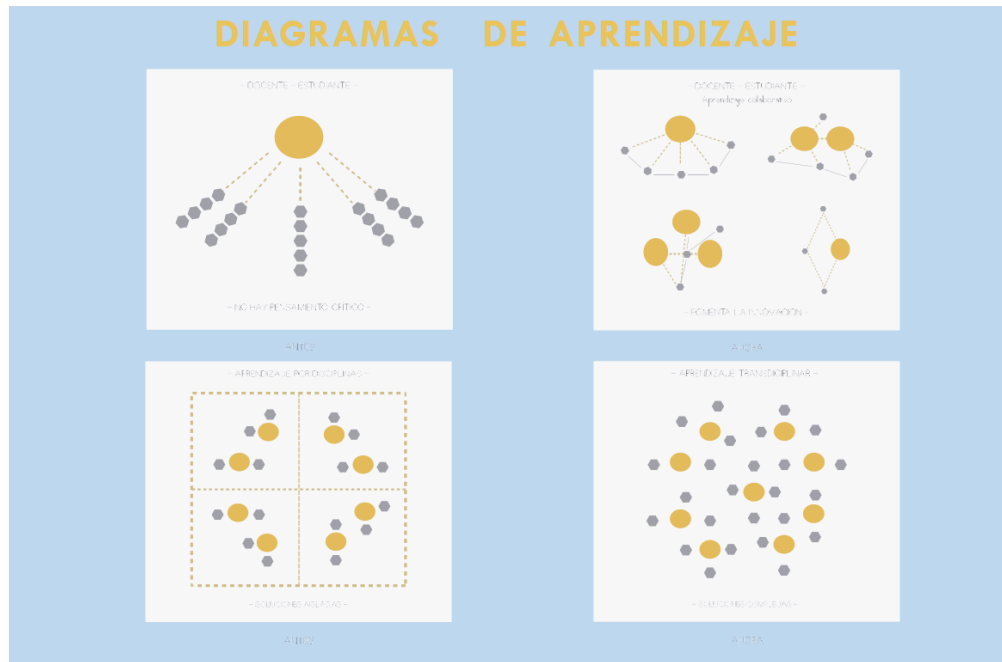 DIAGRAMAS DE APRENDIZAJE
- DOCENTE - ESTUDIANTE -
- NO HAY PENSAMIENTO CRÍTICO -
ANTES
- DOCENTE - ESTUDIANTE -
Aprendizaje colaborativo
- FOMENTA LA INNOVACIÓN -
AHORA
- APRENDIZAJE POR DISCIPLINAS -
- SOLUCIONES AISLADAS -
ANTES
- APRENDIZAJE TRANSDISCIPLINAR -
- SOLUCIONES COMPLEJAS -
AHORA